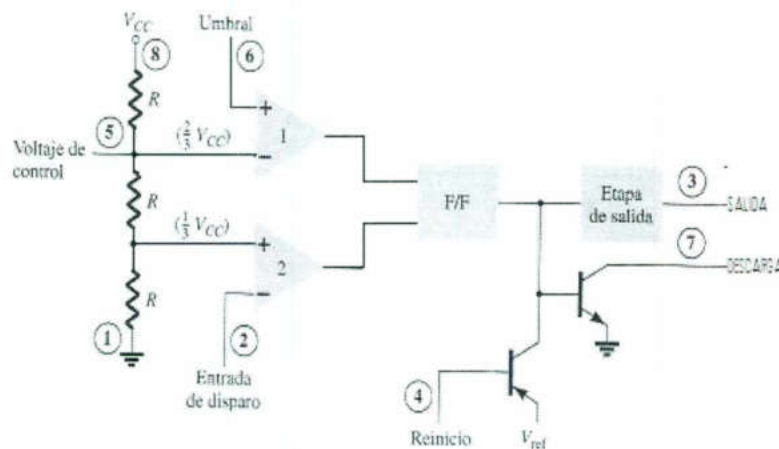 V_CC
8
Umbral
6
R
+
1
5
(2/3 V_CC)
−
Voltaje de
control
R
F/F
Etapa
de salida
3
SALIDA
(1/3 V_CC)
+
2
−
7
DESCARGA
R
1
2
Entrada
de disparo
4
Reinicio
V_ref